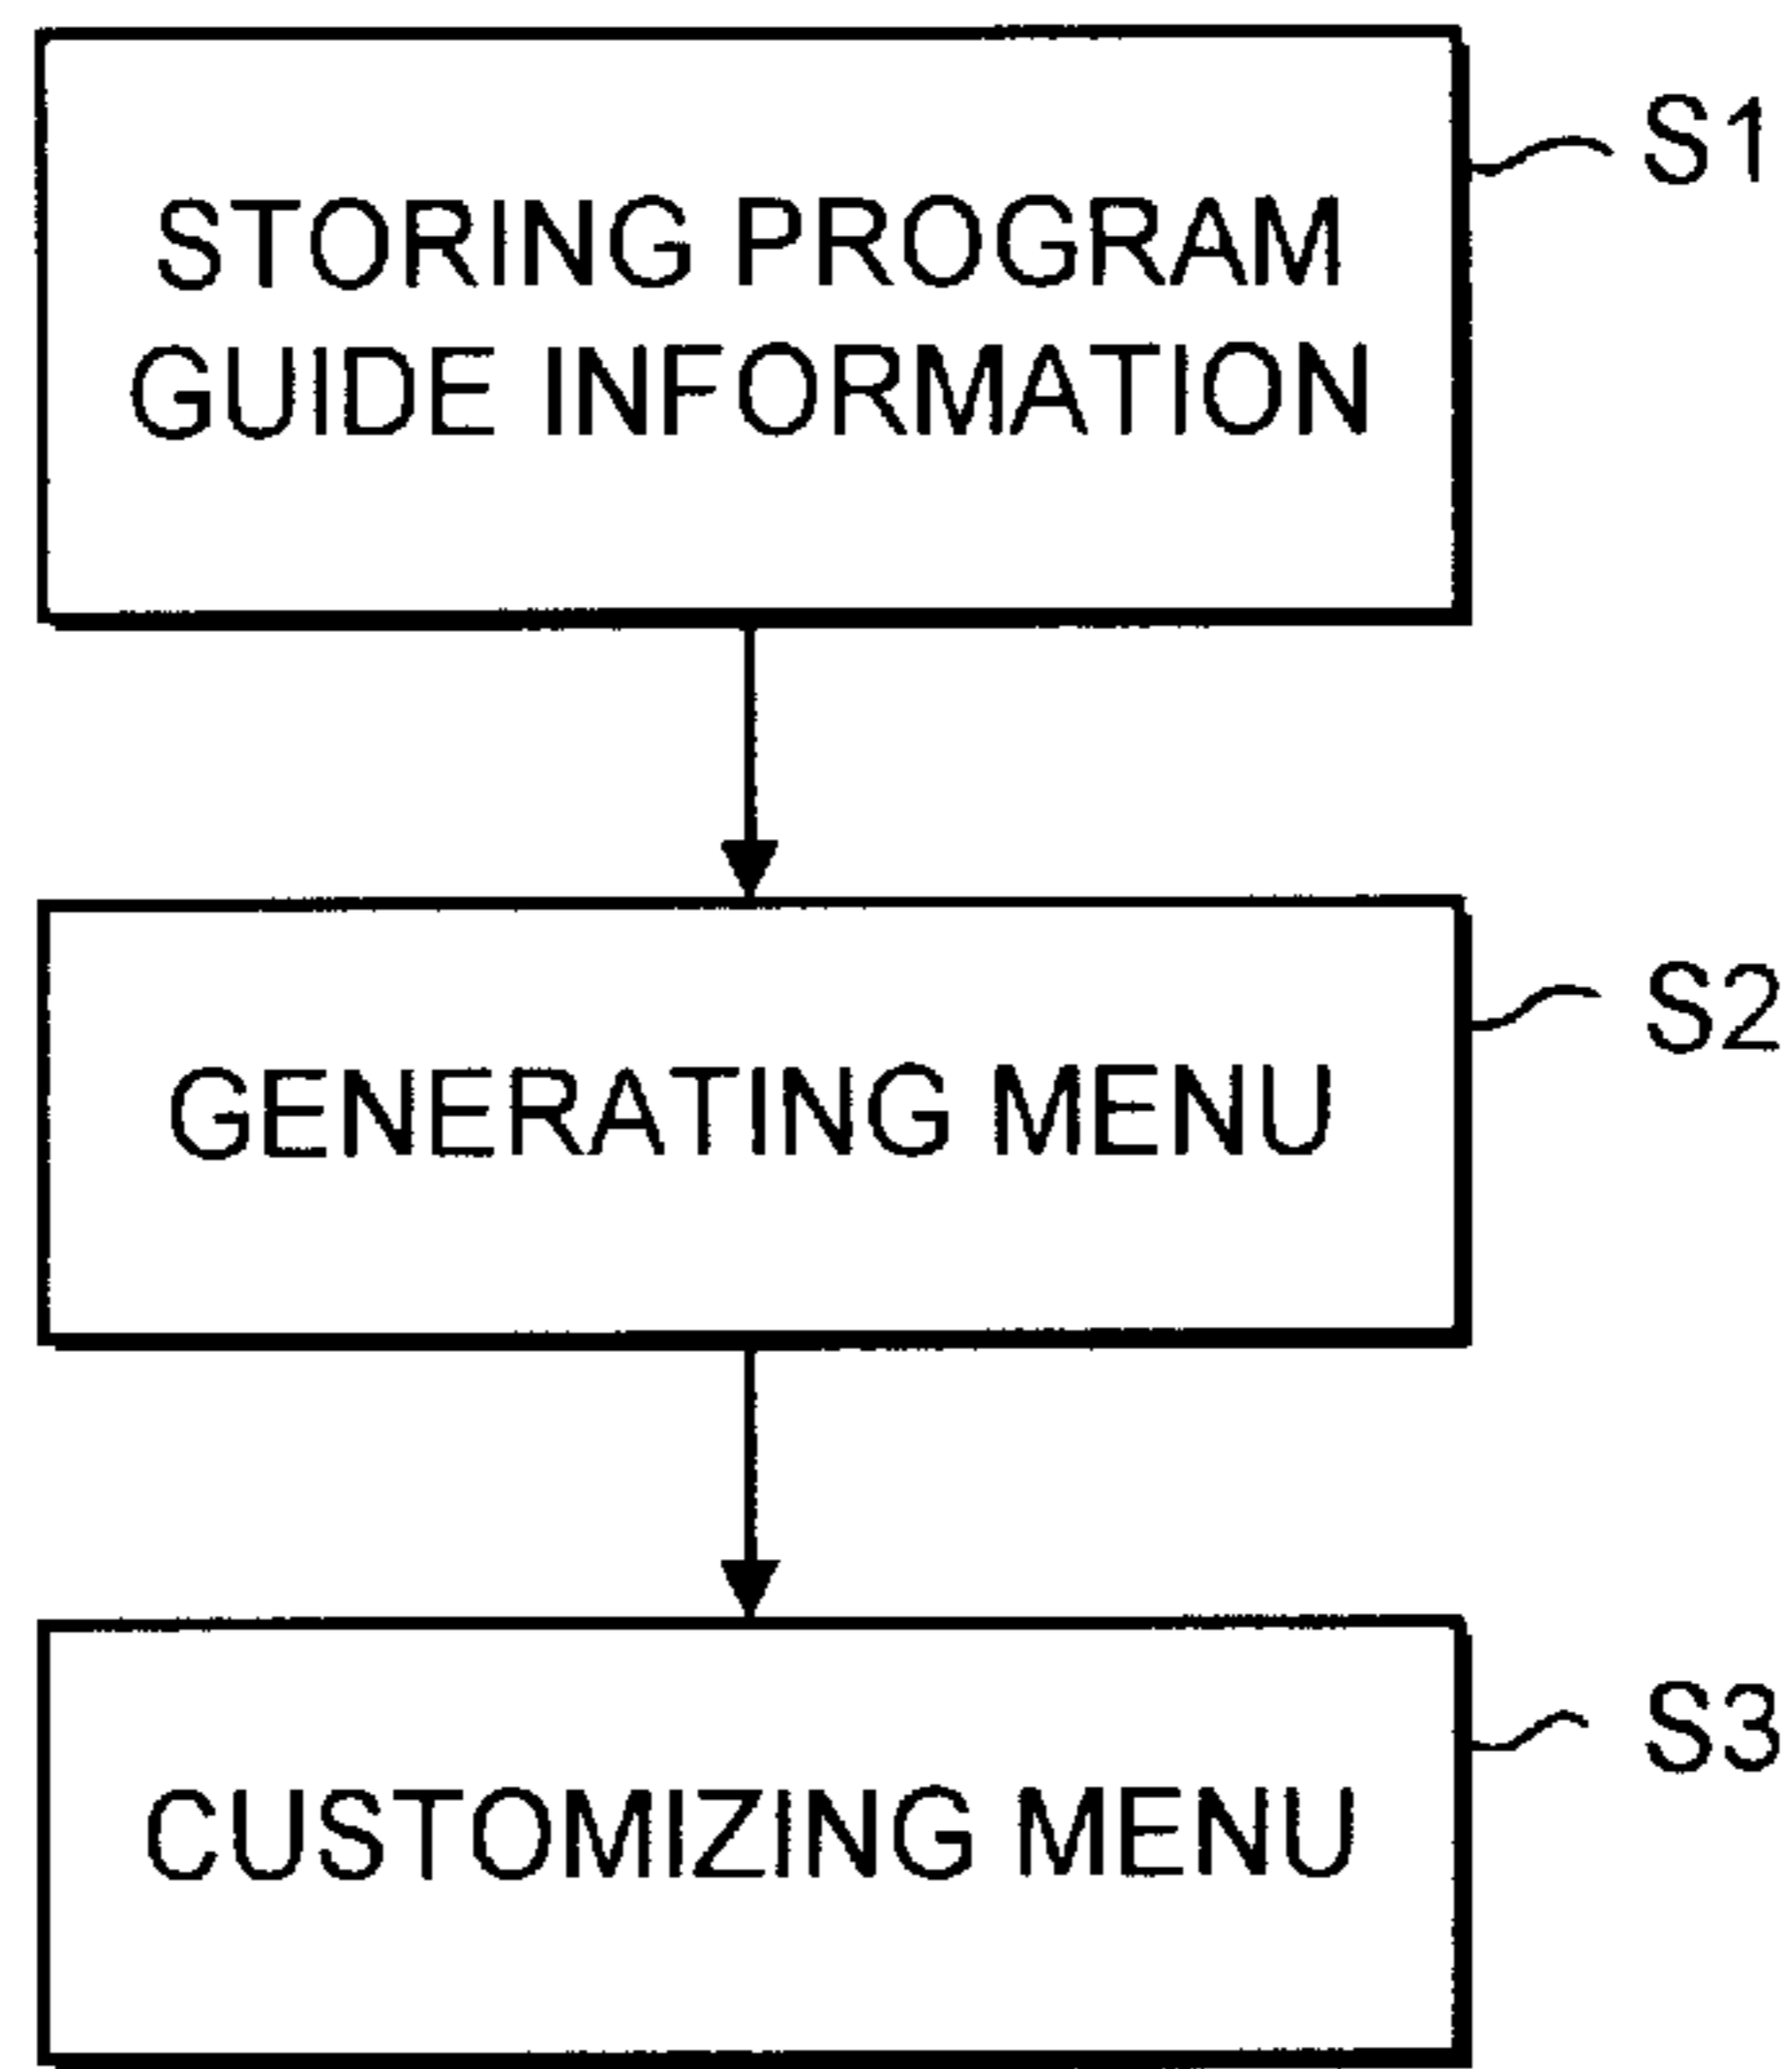 STORING PROGRAM
GUIDE INFORMATION
S1
GENERATING MENU
S2
CUSTOMIZING MENU
S3